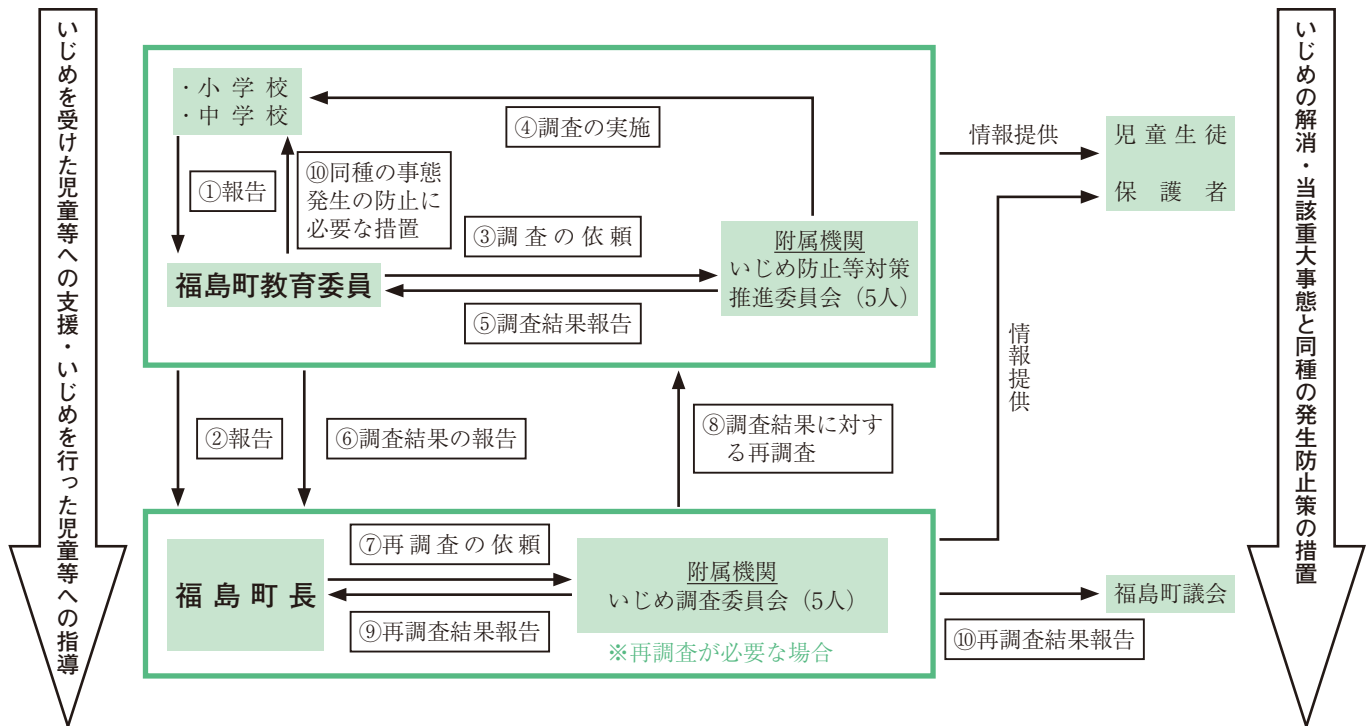 いじめを受けた児童等への支援・いじめを行った児童等への指導
・小学校
・中学校
④調査の実施
①報告
⑩同種の事態
発生の防止に
必要な措置
③調査の依頼
福島町教育委員
附属機関
いじめ防止等対策
推進委員会（5人）
⑤調査結果報告
情報提供
児童生徒
保護者
②報告
⑥調査結果の報告
⑧調査結果に対す
る再調査
情報提供
福島町長
⑦再調査の依頼
附属機関
いじめ調査委員会（5人）
⑨再調査結果報告
※再調査が必要な場合
福島町議会
⑩再調査結果報告
いじめの解消・当該重大事態と同種の発生防止策の措置